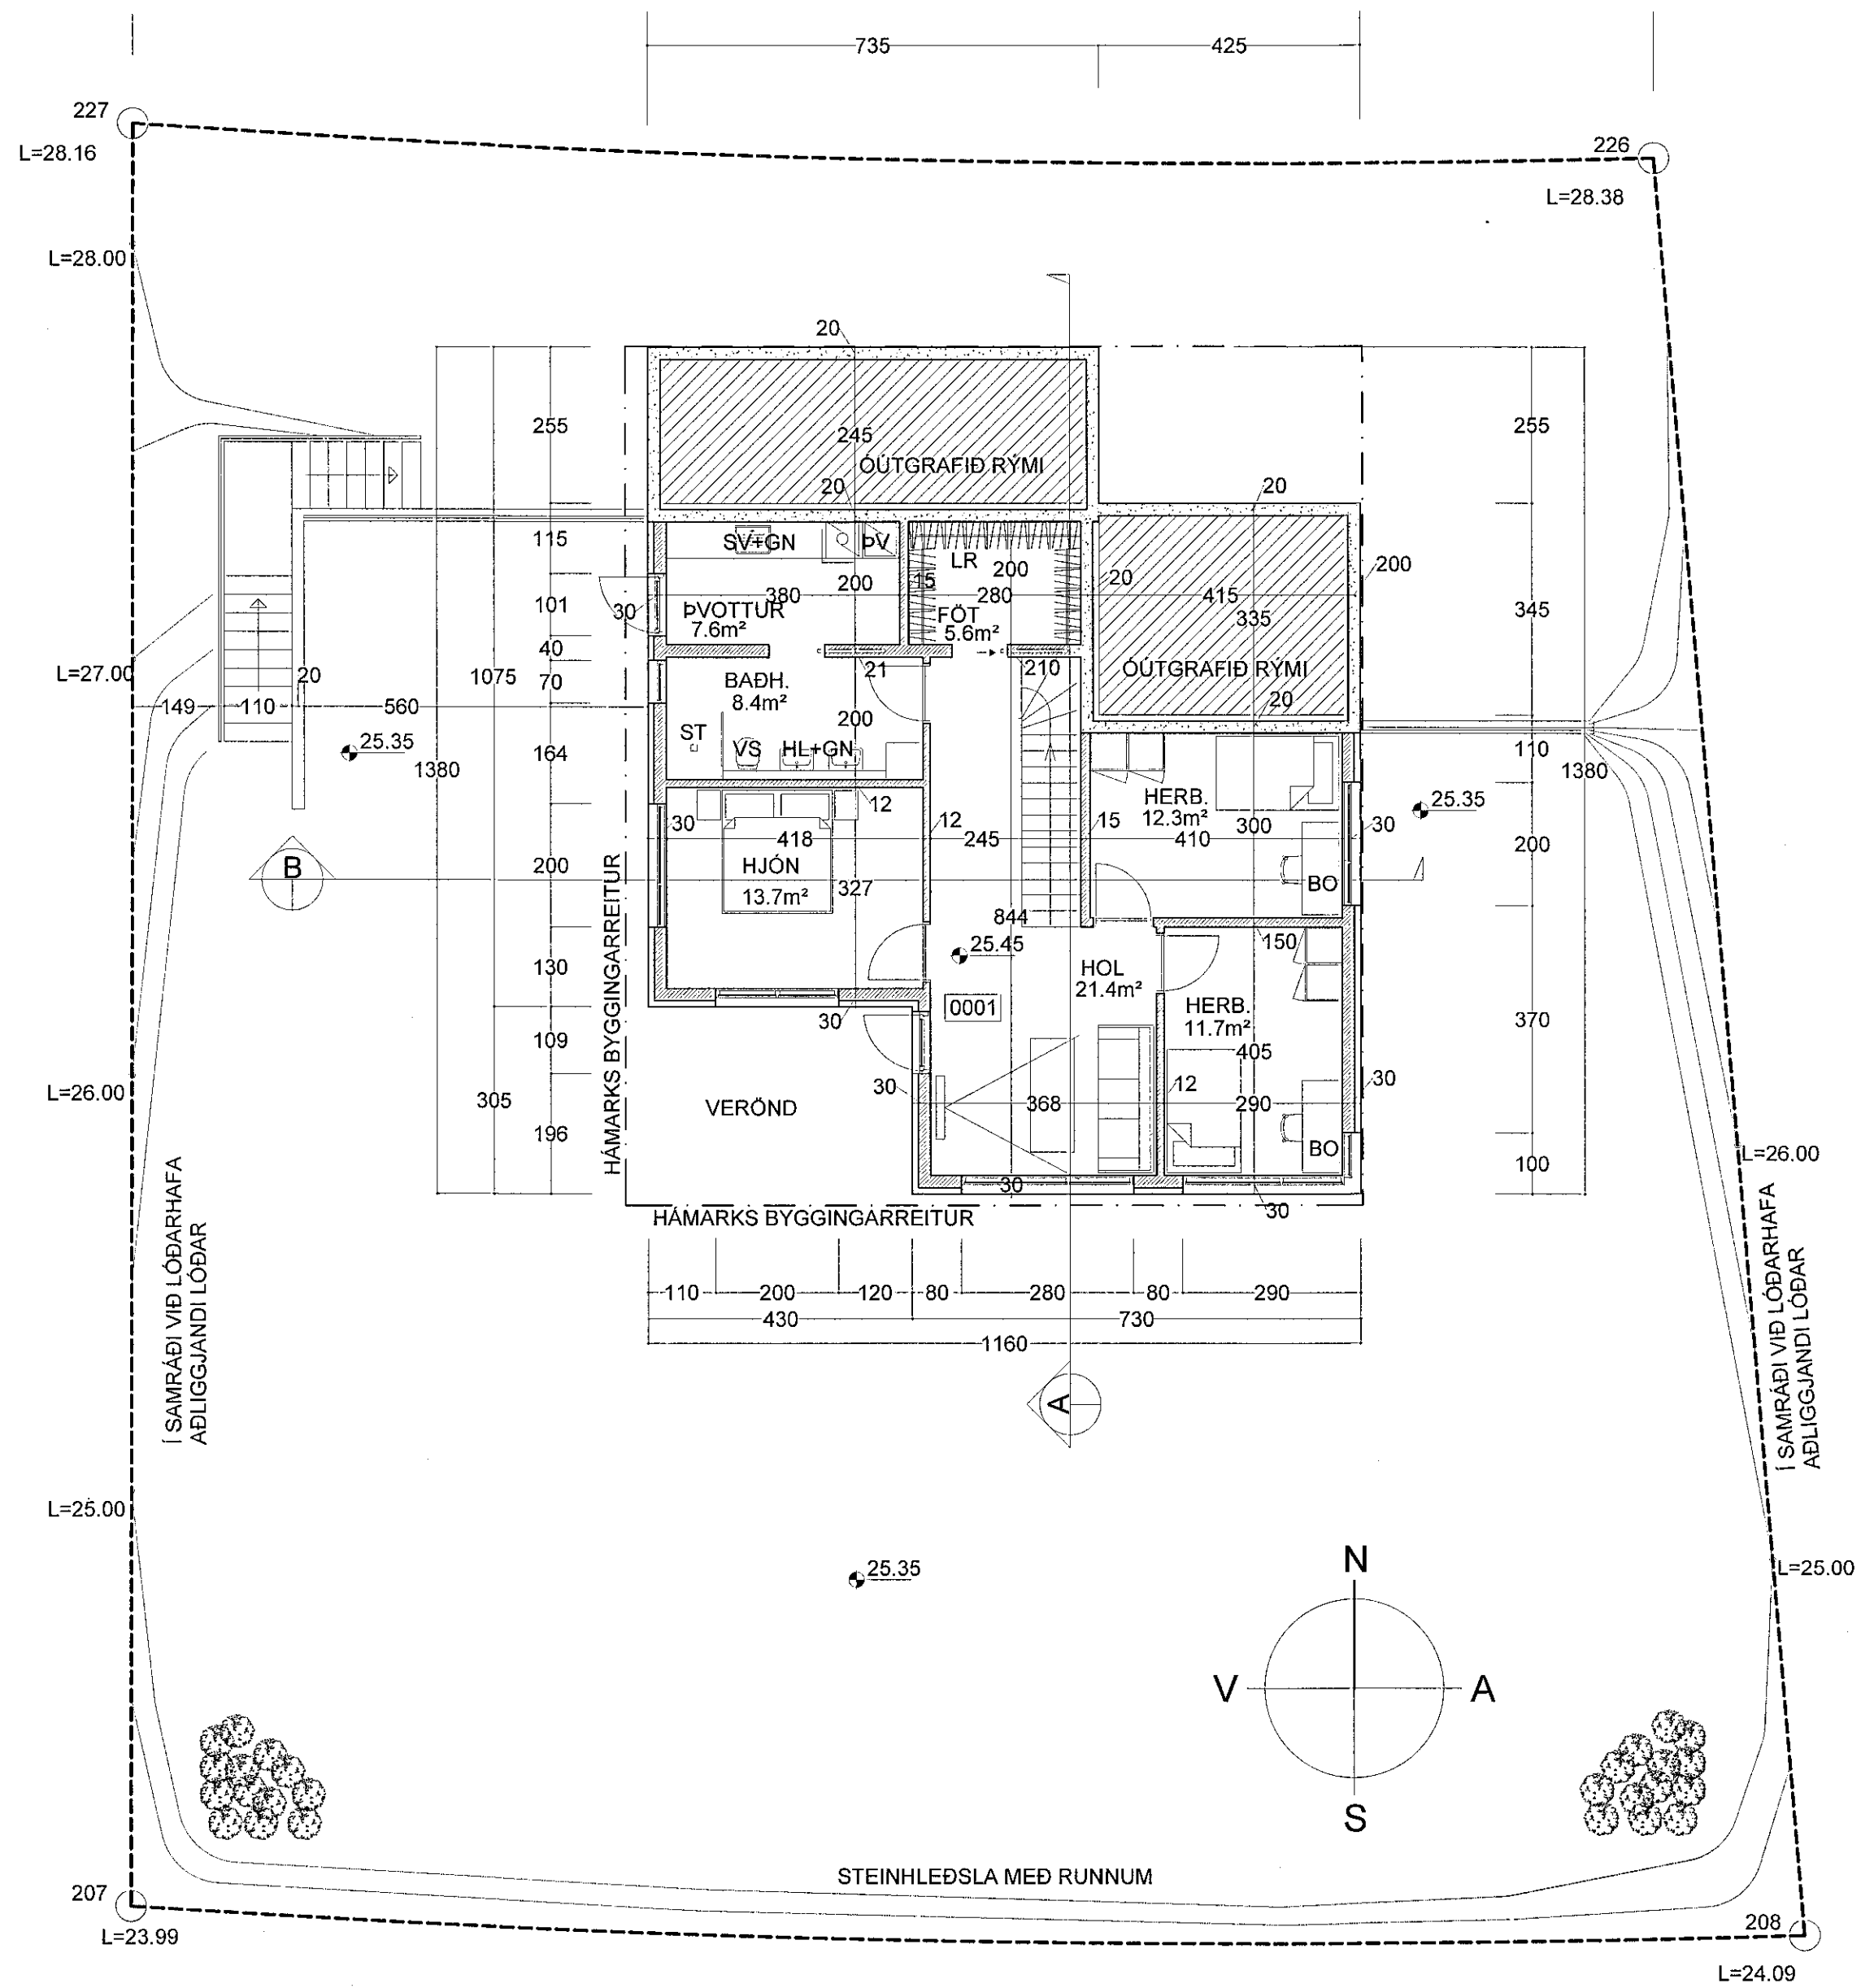 735
425
227
L=28.16
226
L=28.38
L=28.00
20
255
245
ÓÚTGRAFIÐ RÝMI
255
20
20
115
SV+GN
ÞV
LR
200
200
15
20
200
101
30
380
280
415
345
ÞVOTTUR
7.6m²
FÖT
5.6m²
335
40
L=27.00
20
1075
70
21
210
ÓÚTGRAFIÐ RÝMI
BAÐH.
8.4m²
149
110
560
200
20
ST
VS
HL+GN
25.35
164
110
1380
1380
HERB.
12.3m²
25.35
12
12
15
300
30
30
418
245
410
200
B
200
HJÓN
13.7m²
327
BO
844
HÁMARKS BYGGINGARREITUR
25.45
150
130
HOL
21.4m²
0001
HERB.
11.7m²
30
370
109
405
L=26.00
305
30
12
30
VERÖND
368
290
196
BO
100
L=26.00
30
30
HÁMARKS BYGGINGARREITUR
Í SAMRÁÐI VIÐ LÓÐARHAFA
AÐLIGGJANDI LÓÐAR
Í SAMRÁÐI VIÐ LÓÐARHAFA
AÐLIGGJANDI LÓÐAR
110
200
120
80
280
80
290
430
730
1160
A
L=25.00
25.35
N
L=25.00
V
A
S
STEINHLEÐSLA MEÐ RUNNUM
207
L=23.99
208
L=24.09